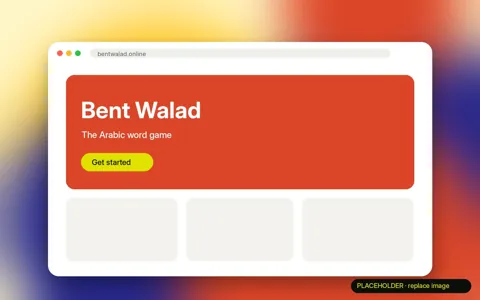 bentwalad.online
Bent Walad
The Arabic word game
Get started
PLACEHOLDER · replace image